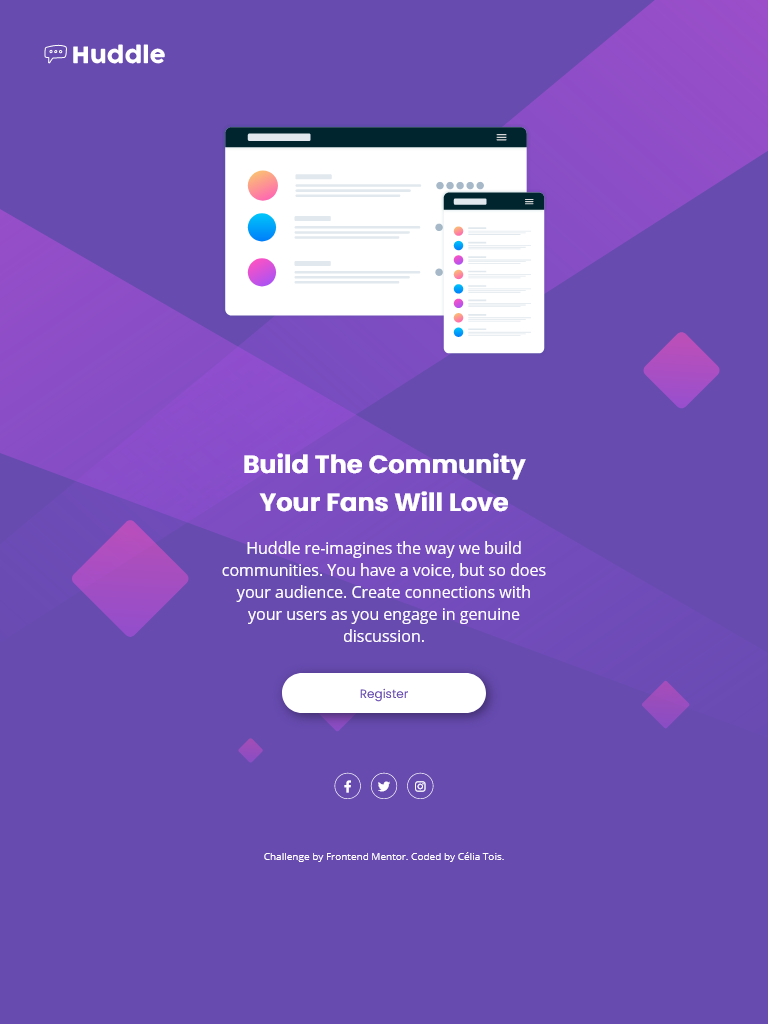 Huddle
Build The Community
Your Fans Will Love
Huddle re-imagines the way we build
communities. You have a voice, but so does
your audience. Create connections with
your users as you engage in genuine
discussion.
Register
Challenge by Frontend Mentor. Coded by Célia Tois.